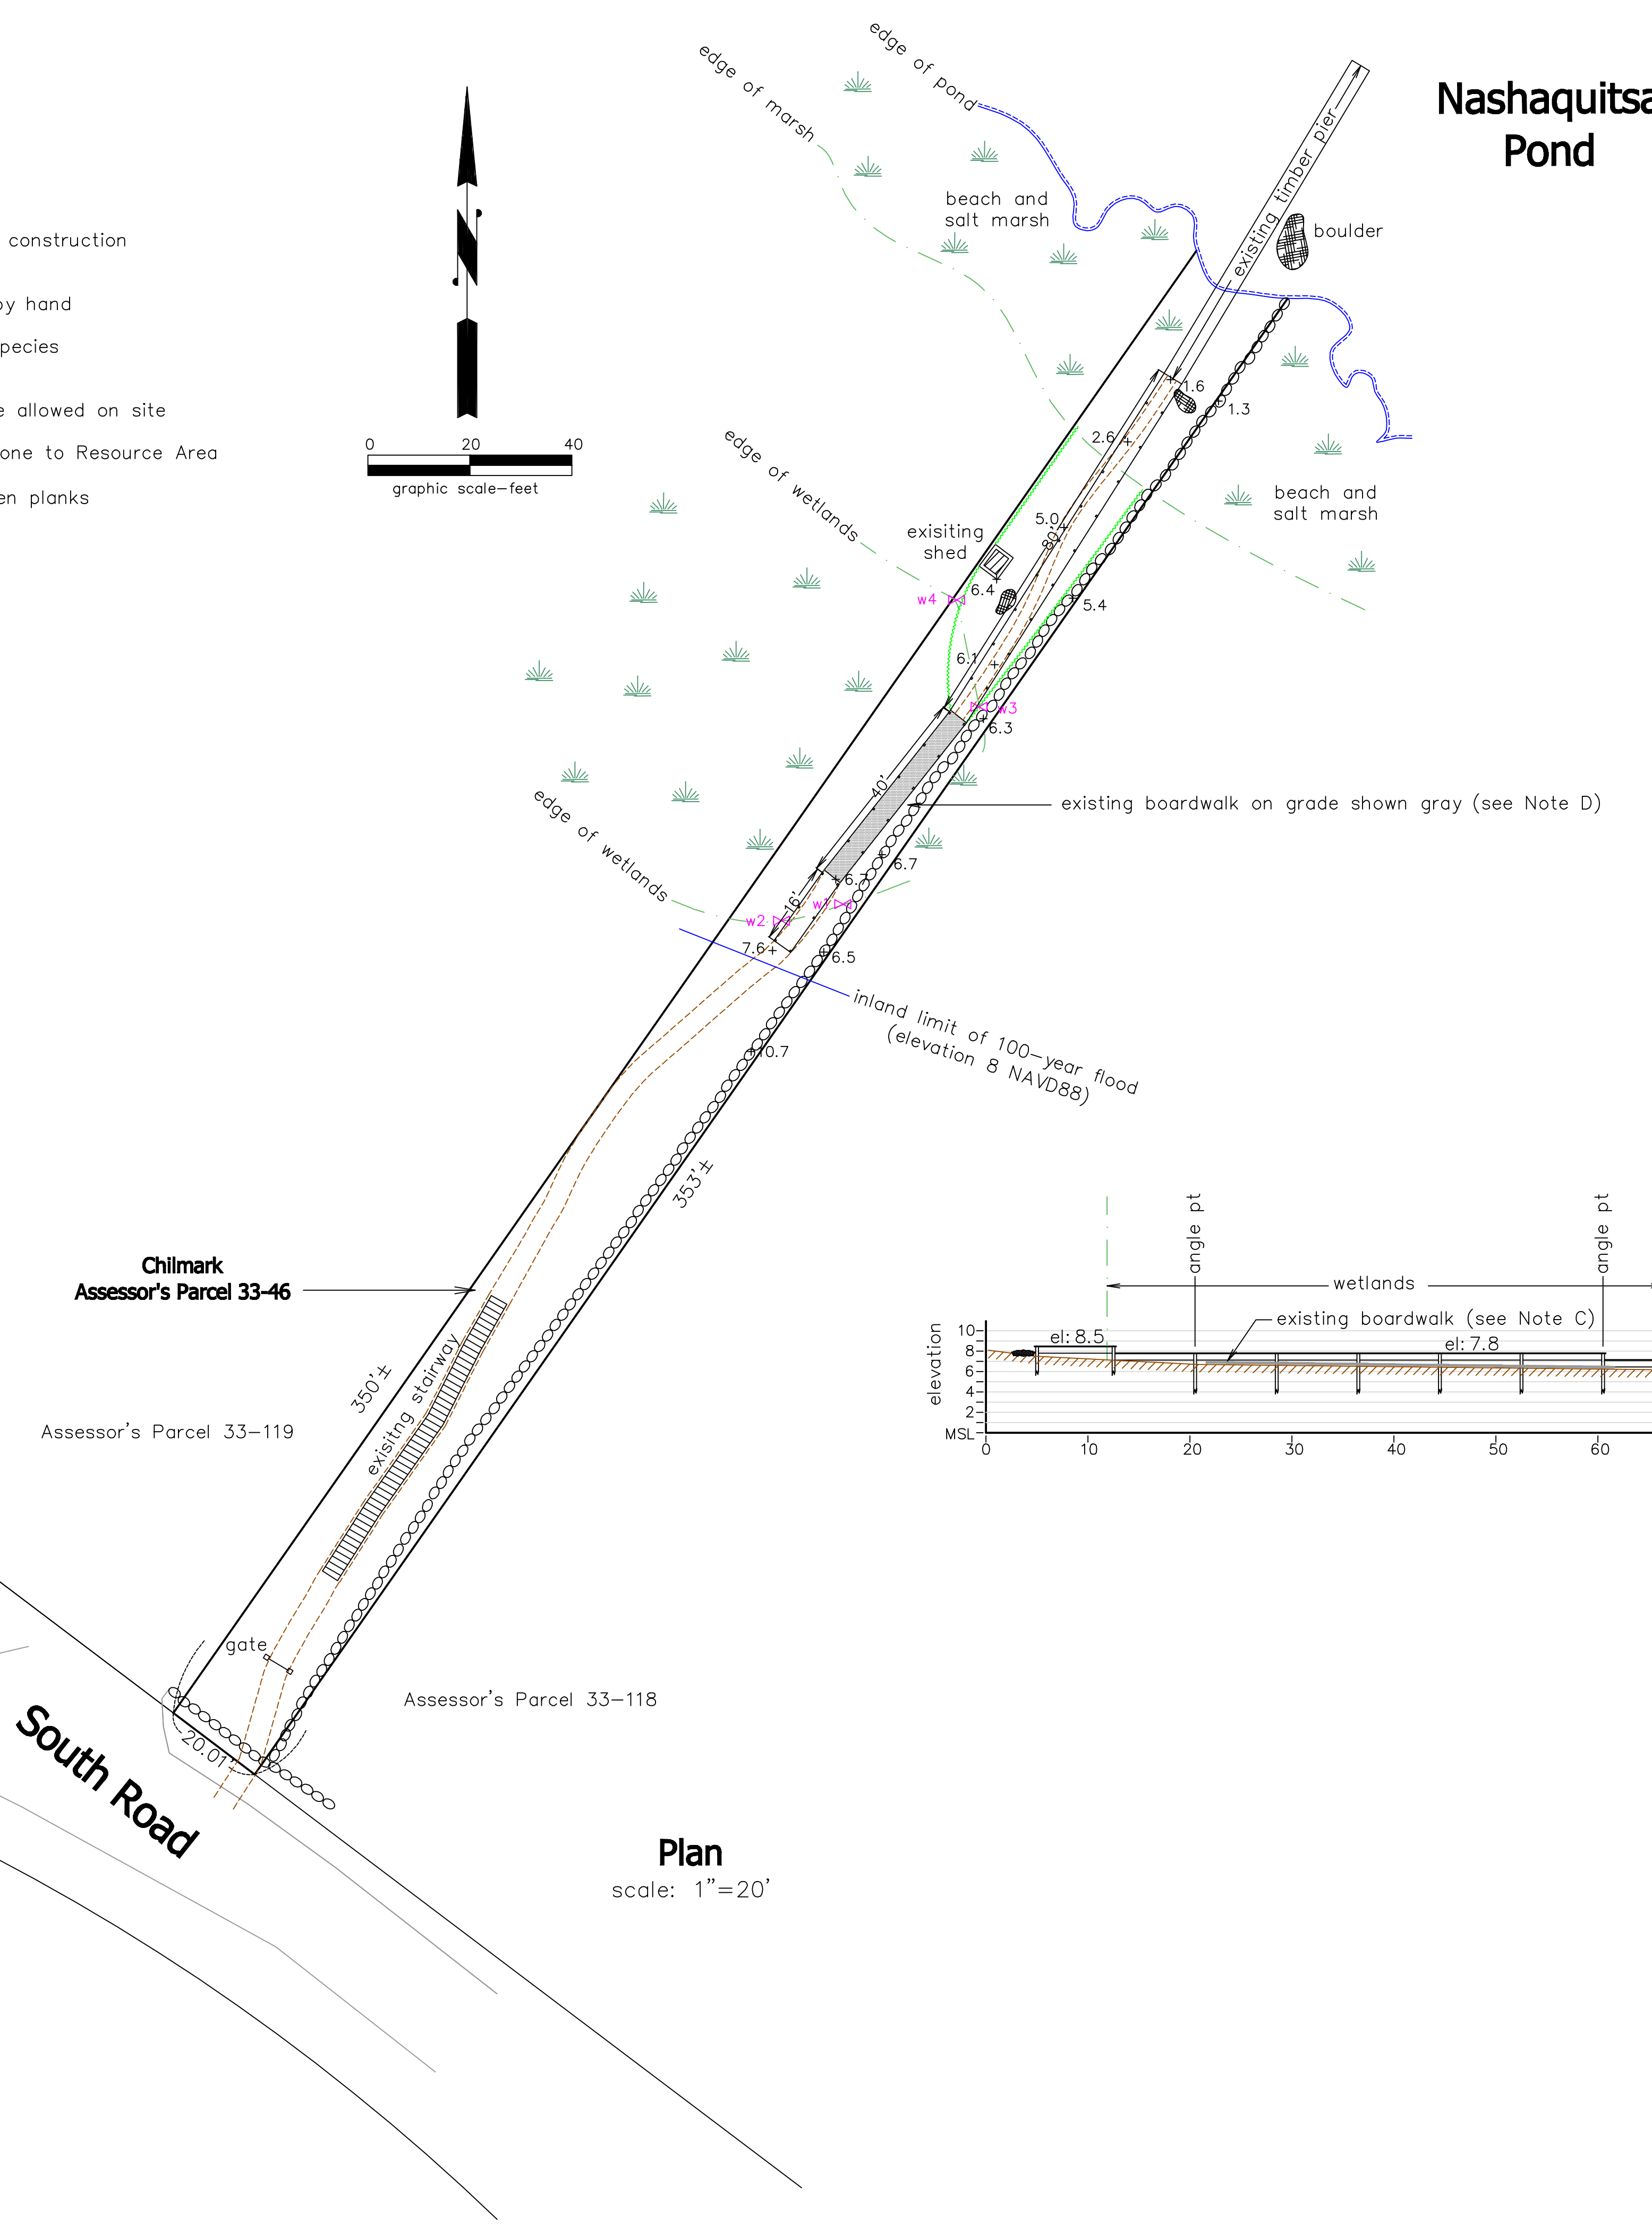 edge of pond
edge of marsh
Nashaquitsa
Pond
existing timber pier
beach and
salt marsh
boulder
construction
by hand
pecies
e allowed on site
one to Resource Area
en planks
0 20 40
graphic scale-feet
1.6
1.3
2.6
edge of wetlands
beach and
salt marsh
5.0
80'
exisiting
shed
6.4
w4
5.4
6.1
w3
6.3
40'
existing boardwalk on grade shown gray (see Note D)
edge of wetlands
6.7
6.7
16'
w1
w2
7.6
6.5
inland limit of 100-year flood
(elevation 8 NAVD88)
10.7
353'±
Chilmark
Assessor's Parcel 33-46
angle pt
angle pt
wetlands
existing boardwalk (see Note C)
el: 8.5
el: 7.8
elevation
10
8
6
4
2
MSL
0 10 20 30 40 50 60
exisitng stairway
350'±
Assessor's Parcel 33-119
gate
Assessor's Parcel 33-118
20.01'
South Road
Plan
scale: 1"=20'